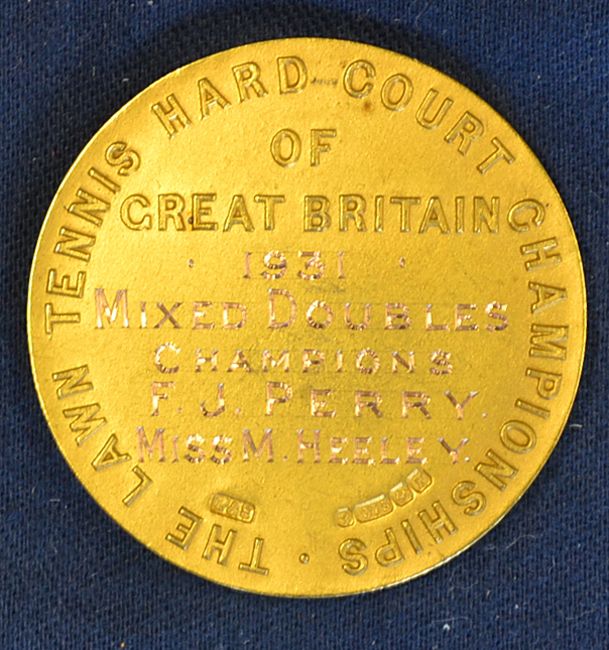 THE LAWN TENNIS HARD COURT CHAMPIONSHIPS ·
OF
GREAT BRITAIN
· 1931 ·
MIXED DOUBLES
CHAMPIONS
F. J. PERRY.
MISS M. HEELEY.